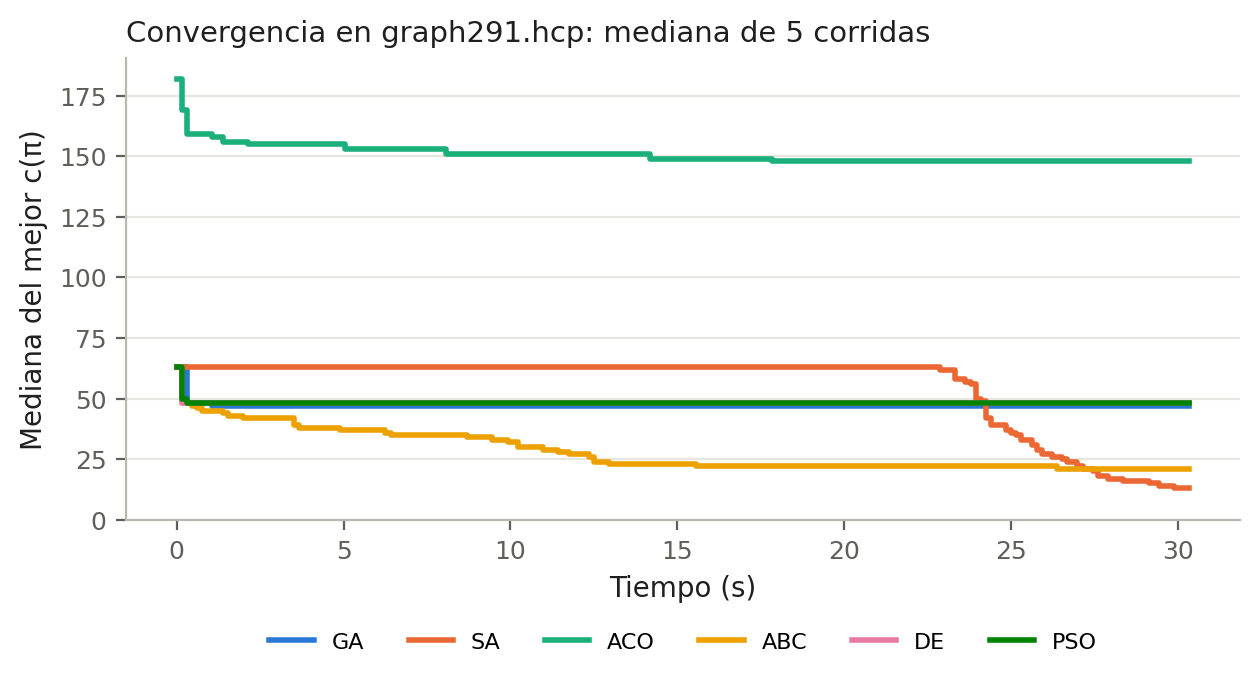 Convergencia en graph291.hcp: mediana de 5 corridas
Mediana del mejor c(π)
175
150
125
100
75
50
25
0
0 5 10 15 20 25 30
Tiempo (s)
GA SA ACO ABC DE PSO